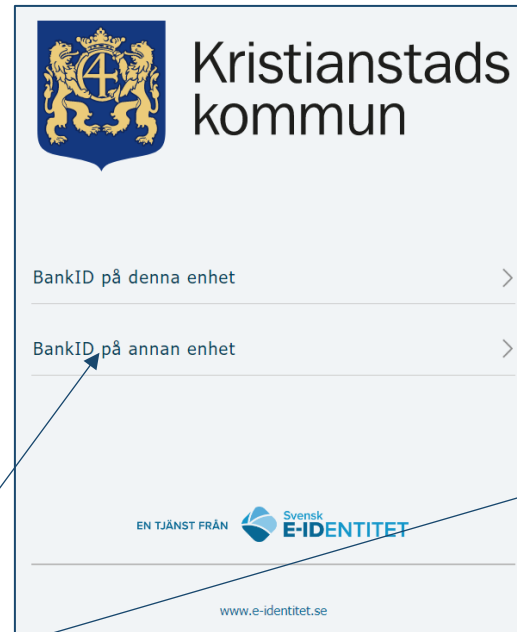 Kristianstads
kommun
BankID på denna enhet
BankID på annan enhet
EN TJÄNST FRÅN Svensk
E-IDENTITET
www.e-identitet.se